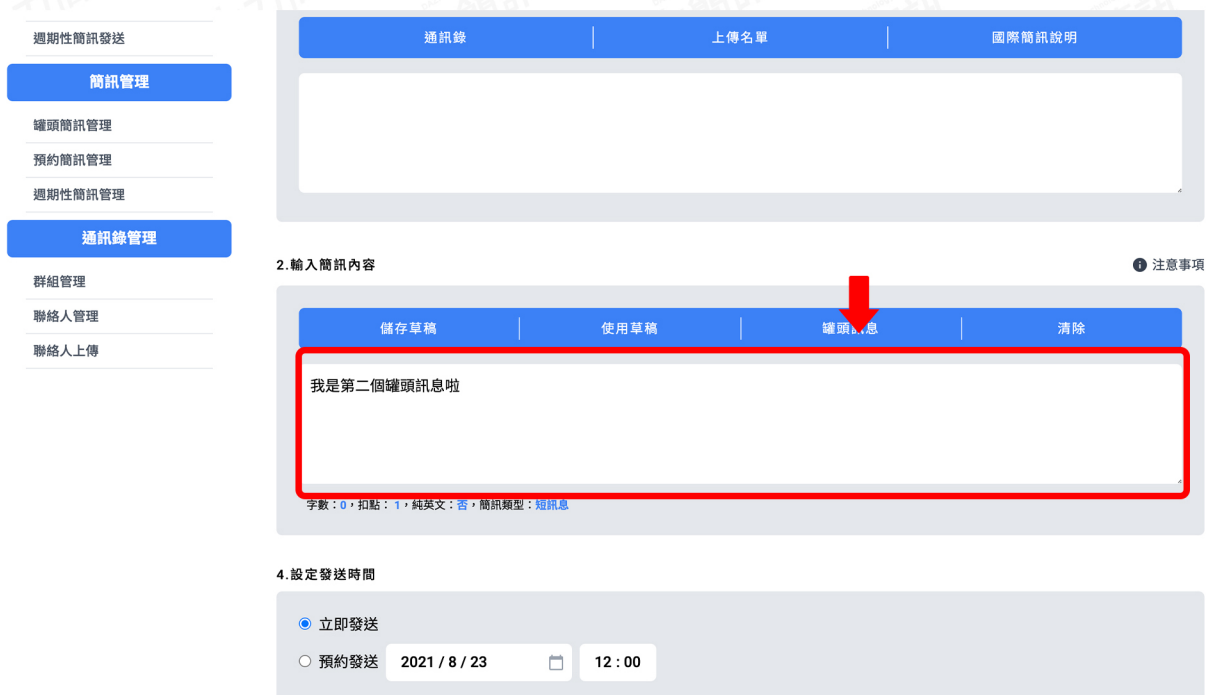 週期性簡訊發送
簡訊管理
罐頭簡訊管理
預約簡訊管理
週期性簡訊管理
通訊錄管理
群組管理
聯絡人管理
聯絡人上傳
通訊錄 上傳名單 國際簡訊說明
2.輸入簡訊內容 注意事項
儲存草稿 使用草稿 罐頭訊息 清除
我是第二個罐頭訊息啦
字數：0，扣點： 1，純英文：否，簡訊類型：短訊息
4.設定發送時間
立即發送
預約發送 2021 / 8 / 23 12 : 00